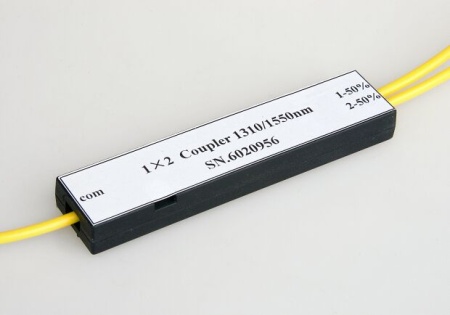 1×2 Coupler 1310/1550nm
SN.6020956
com
1-50%
2-50%